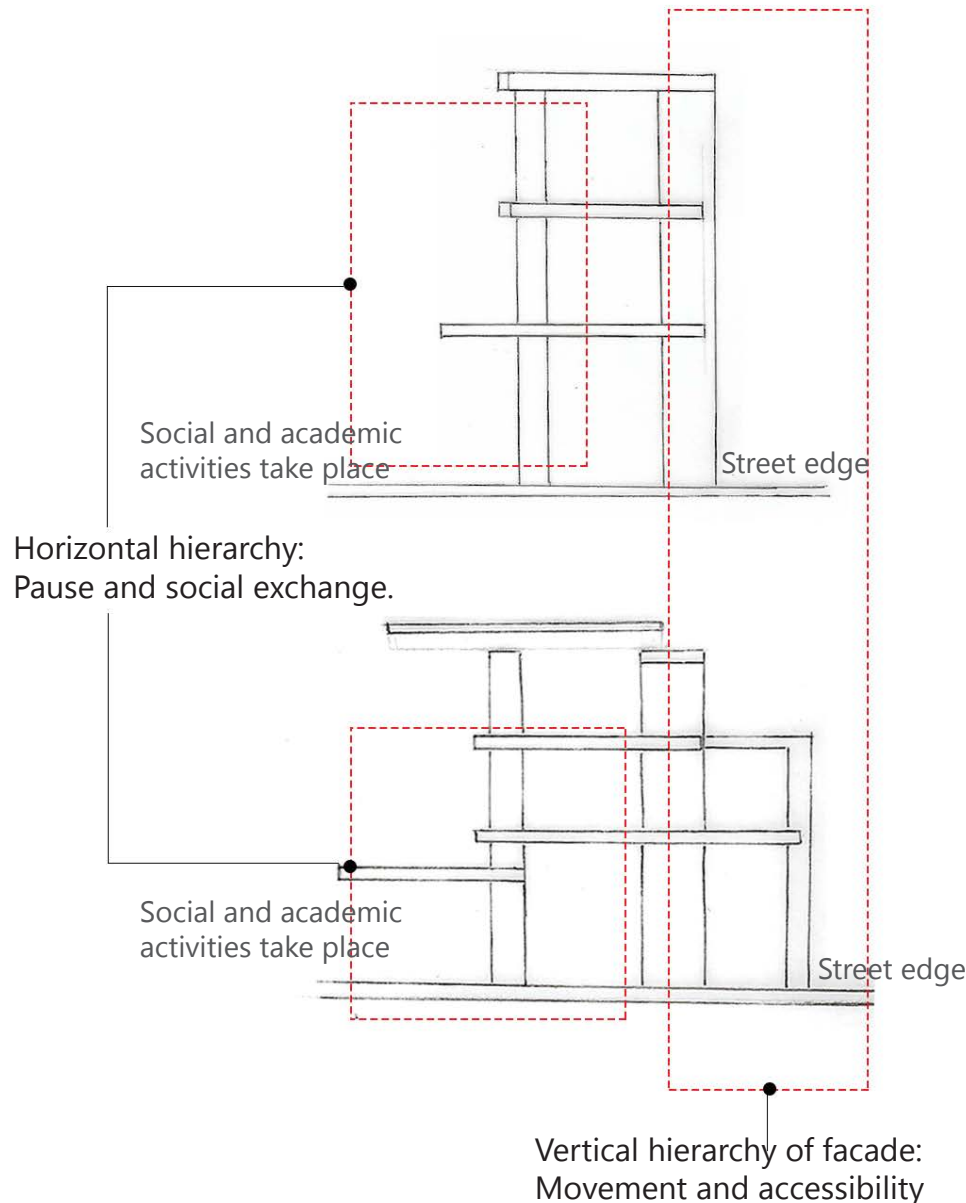 Social and academic
activities take place
Street edge
Horizontal hierarchy:
Pause and social exchange.
Social and academic
activities take place
Street edge
Vertical hierarchy of facade:
Movement and accessibility